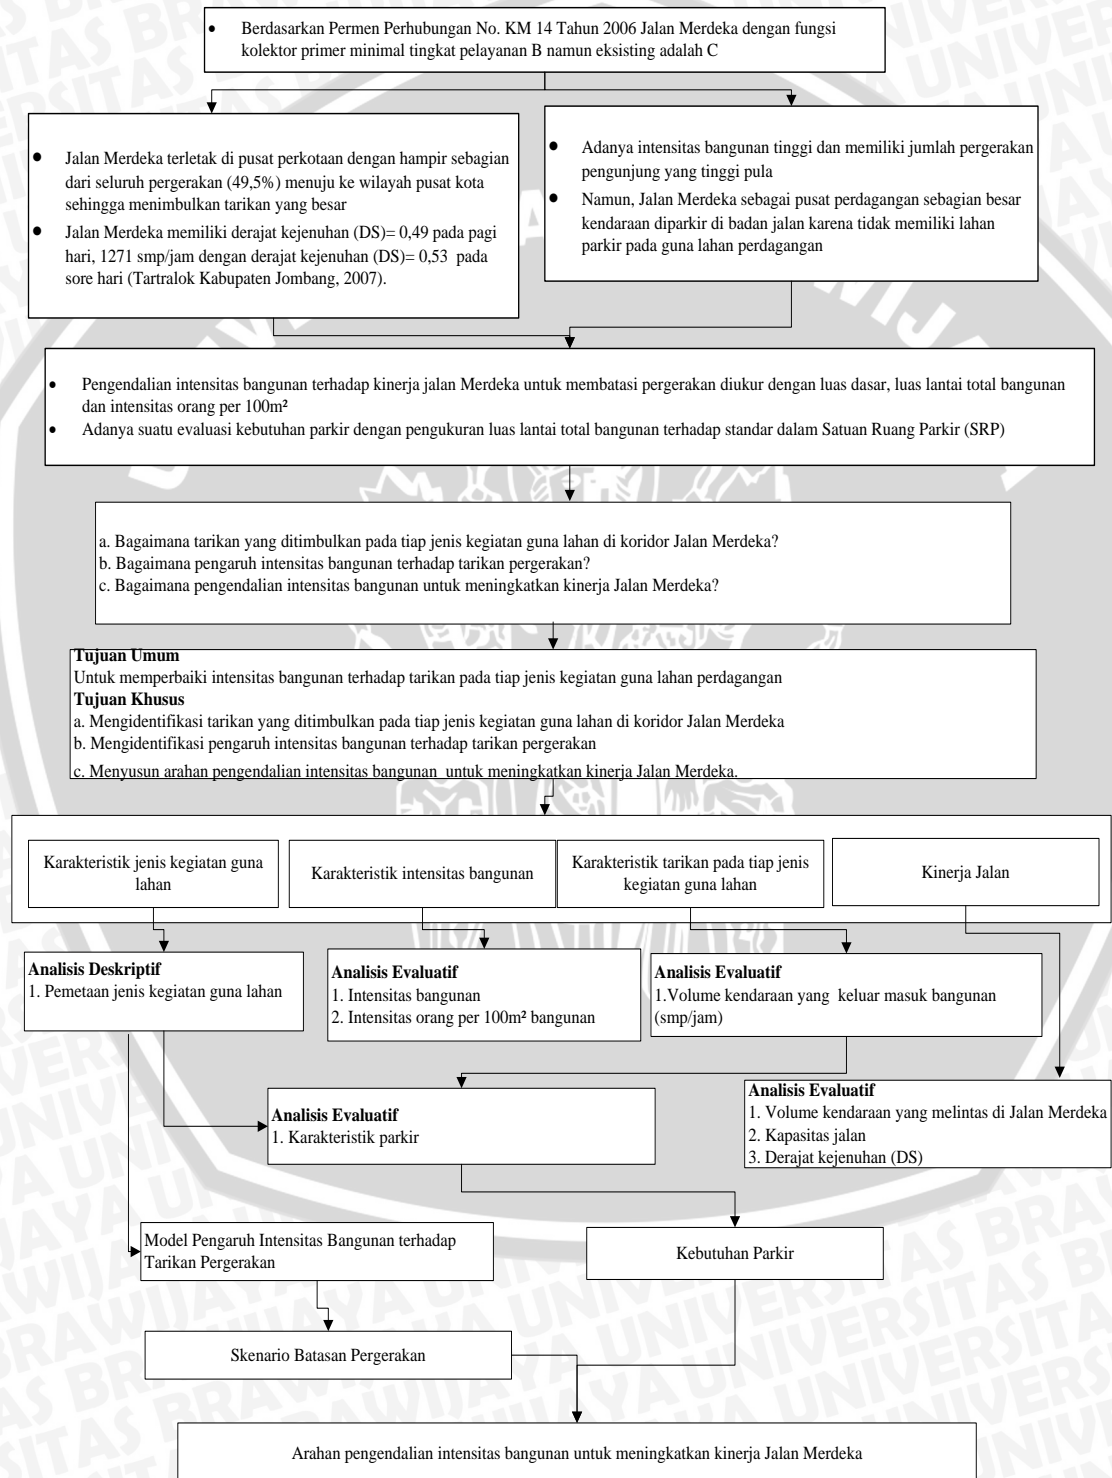 • Berdasarkan Permen Perhubungan No. KM 14 Tahun 2006 Jalan Merdeka dengan fungsi
kolektor primer minimal tingkat pelayanan B namun eksisting adalah C
• Jalan Merdeka terletak di pusat perkotaan dengan hampir sebagian
dari seluruh pergerakan (49,5%) menuju ke wilayah pusat kota
sehingga menimbulkan tarikan yang besar
• Jalan Merdeka memiliki derajat kejenuhan (DS)= 0,49 pada pagi
hari, 1271 smp/jam dengan derajat kejenuhan (DS)= 0,53 pada
sore hari (Tartralok Kabupaten Jombang, 2007).
• Adanya intensitas bangunan tinggi dan memiliki jumlah pergerakan
pengunjung yang tinggi pula
• Namun, Jalan Merdeka sebagai pusat perdagangan sebagian besar
kendaraan diparkir di badan jalan karena tidak memiliki lahan
parkir pada guna lahan perdagangan
• Pengendalian intensitas bangunan terhadap kinerja jalan Merdeka untuk membatasi pergerakan diukur dengan luas dasar, luas lantai total bangunan
dan intensitas orang per 100m²
• Adanya suatu evaluasi kebutuhan parkir dengan pengukuran luas lantai total bangunan terhadap standar dalam Satuan Ruang Parkir (SRP)
a. Bagaimana tarikan yang ditimbulkan pada tiap jenis kegiatan guna lahan di koridor Jalan Merdeka?
b. Bagaimana pengaruh intensitas bangunan terhadap tarikan pergerakan?
c. Bagaimana pengendalian intensitas bangunan untuk meningkatkan kinerja Jalan Merdeka?
Tujuan Umum
Untuk memperbaiki intensitas bangunan terhadap tarikan pada tiap jenis kegiatan guna lahan perdagangan
Tujuan Khusus
a. Mengidentifikasi tarikan yang ditimbulkan pada tiap jenis kegiatan guna lahan di koridor Jalan Merdeka
b. Mengidentifikasi pengaruh intensitas bangunan terhadap tarikan pergerakan
c. Menyusun arahan pengendalian intensitas bangunan untuk meningkatkan kinerja Jalan Merdeka.
Karakteristik jenis kegiatan guna
lahan
Karakteristik intensitas bangunan
Karakteristik tarikan pada tiap jenis
kegiatan guna lahan
Kinerja Jalan
Analisis Deskriptif
1. Pemetaan jenis kegiatan guna lahan
Analisis Evaluatif
1. Intensitas bangunan
2. Intensitas orang per 100m² bangunan
Analisis Evaluatif
1.Volume kendaraan yang keluar masuk bangunan
(smp/jam)
Analisis Evaluatif
1. Karakteristik parkir
Analisis Evaluatif
1. Volume kendaraan yang melintas di Jalan Merdeka
2. Kapasitas jalan
3. Derajat kejenuhan (DS)
Model Pengaruh Intensitas Bangunan terhadap
Tarikan Pergerakan
Kebutuhan Parkir
Skenario Batasan Pergerakan
Arahan pengendalian intensitas bangunan untuk meningkatkan kinerja Jalan Merdeka